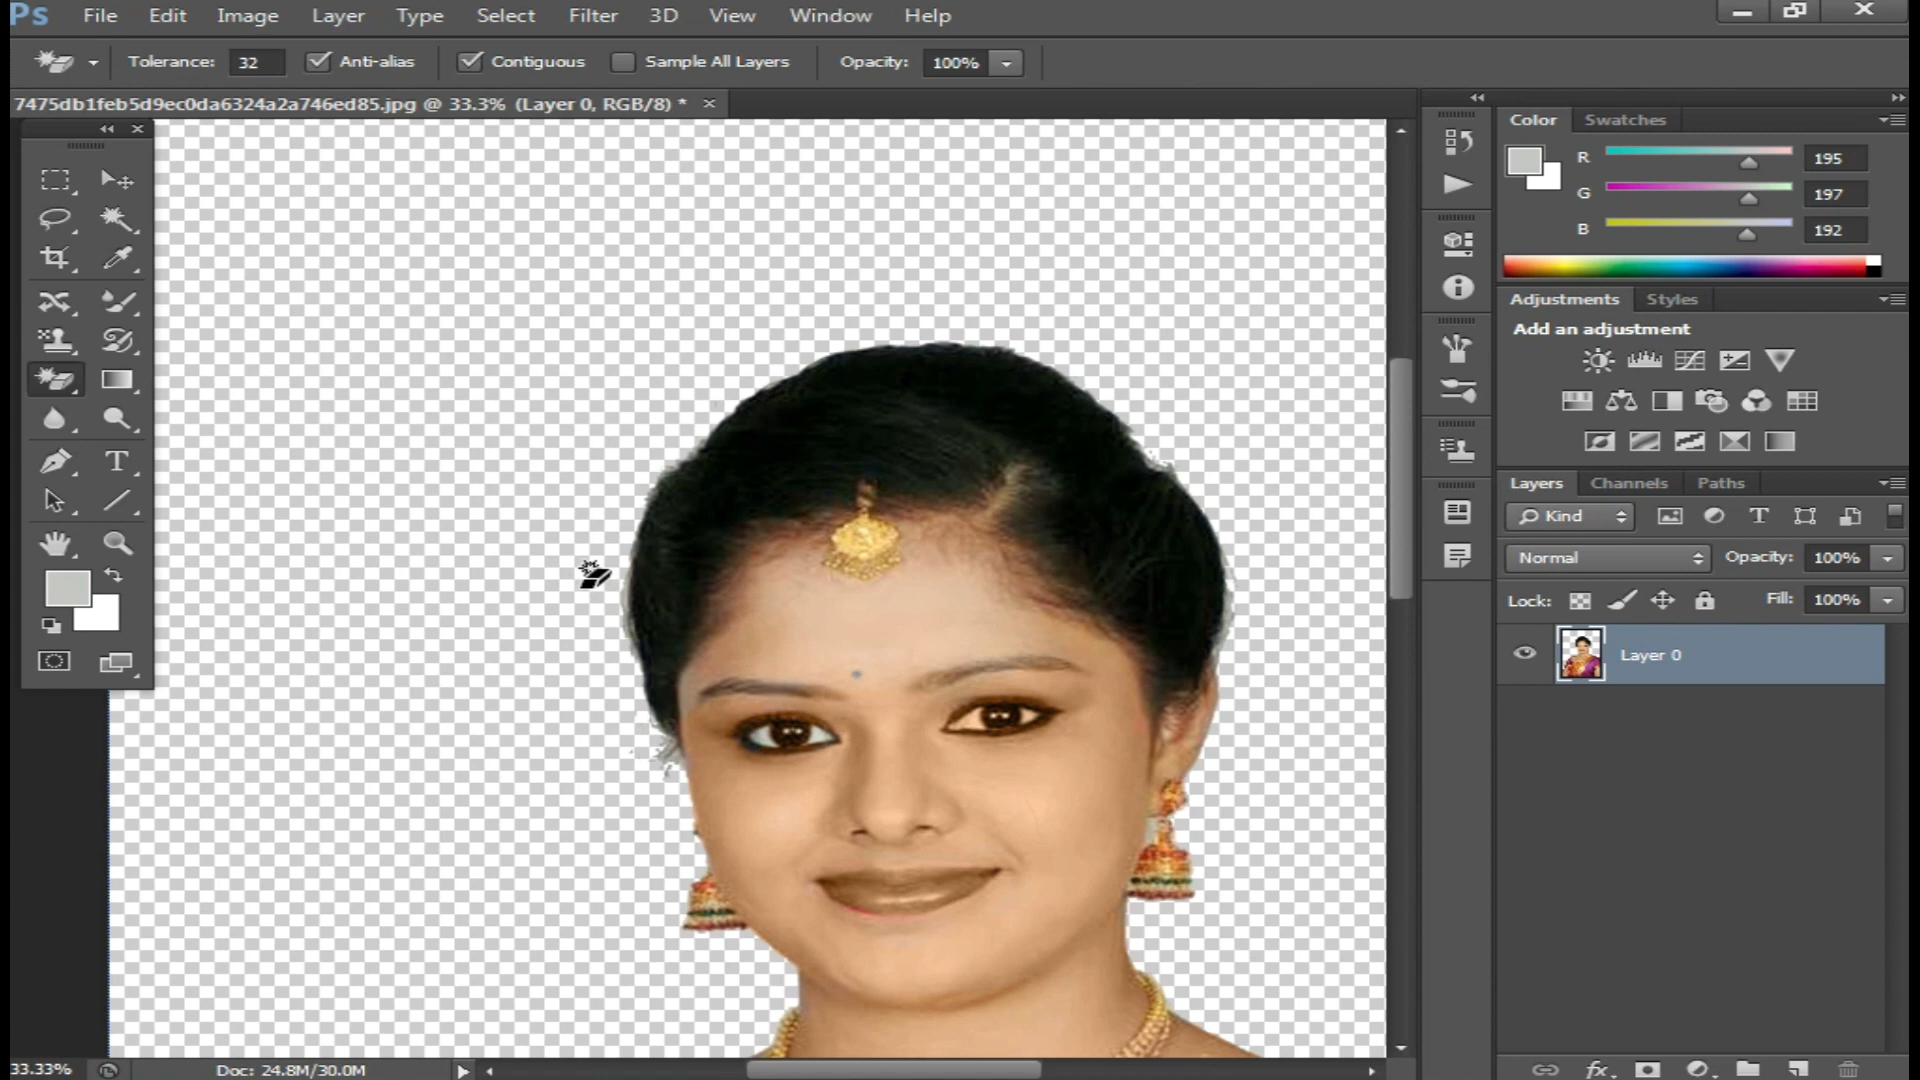 Ps File Edit Image Layer Type Select Filter 3D View Window Help
Tolerance: 32 Anti-alias Contiguous Sample All Layers Opacity: 100%
7475db1feb5d9ec0da6324a2a746ed85.jpg @ 33.3% (Layer 0, RGB/8) * ×
Color Swatches
R 195
G 197
B 192
Adjustments Styles
Add an adjustment
Layers Channels Paths
Kind
Normal Opacity: 100%
Lock: Fill: 100%
Layer 0
33.33% Doc: 24.8M/30.0M
fx